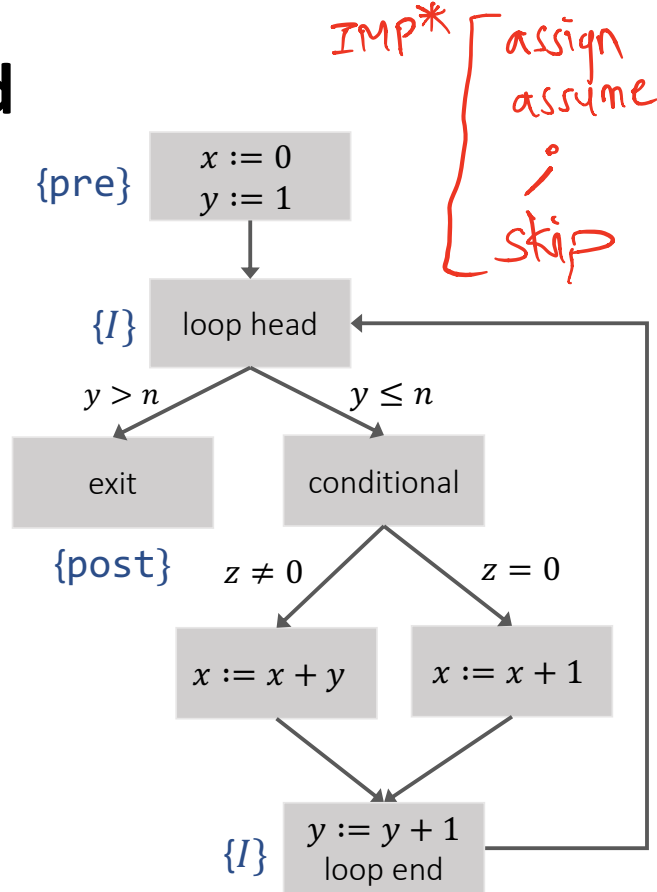 d
IMP* [ assign
assume
;
skip
{pre}
x := 0
y := 1
{I}
loop head
y > n
y ≤ n
exit
conditional
{post}
z ≠ 0
z = 0
x := x + y
x := x + 1
{I}
y := y + 1
loop end